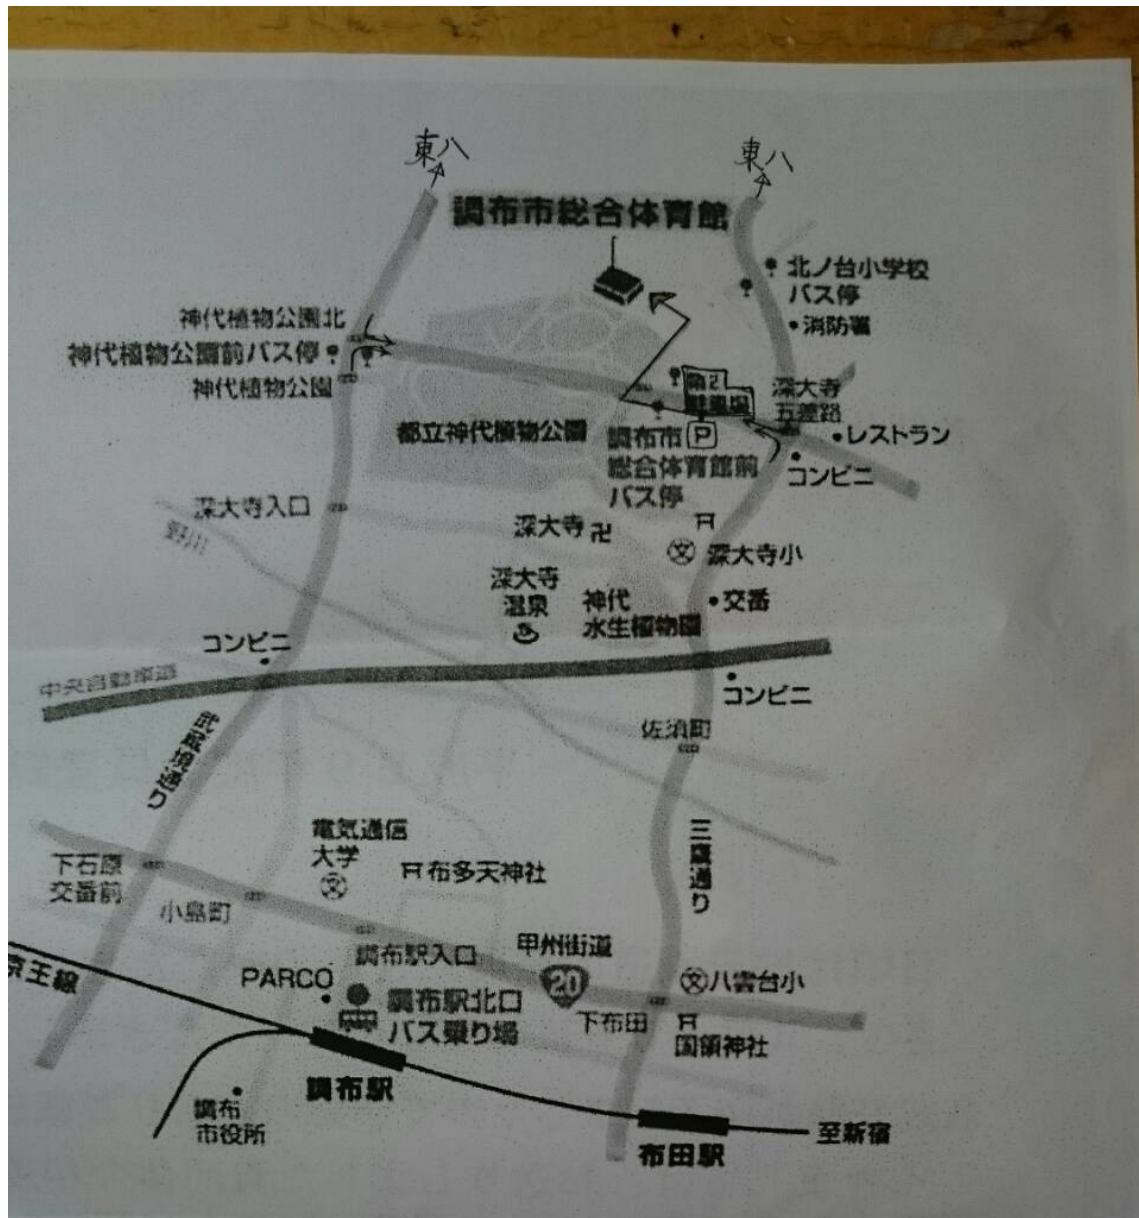 東八
東八
調布市総合体育館
北ノ台小学校
バス停
消防署
神代植物公園北
神代植物公園前バス停
神代植物公園
第2
駐車場
深大寺
五差路
都立神代植物公園
調布市
P
総合体育館前
バス停
レストラン
コンビニ
深大寺入口
野川
深大寺
深大寺小
深大寺
温泉
神代
水生植物園
交番
コンビニ
中央自動車道
コンビニ
佐須町
武蔵境通り
三鷹通り
電気通信
大学
布多天神社
下石原
交番前
小島町
調布駅入口
甲州街道
20
八雲台小
京王線
PARCO
調布駅北口
バス乗り場
下布田
国領神社
調布駅
調布
市役所
布田駅
至新宿